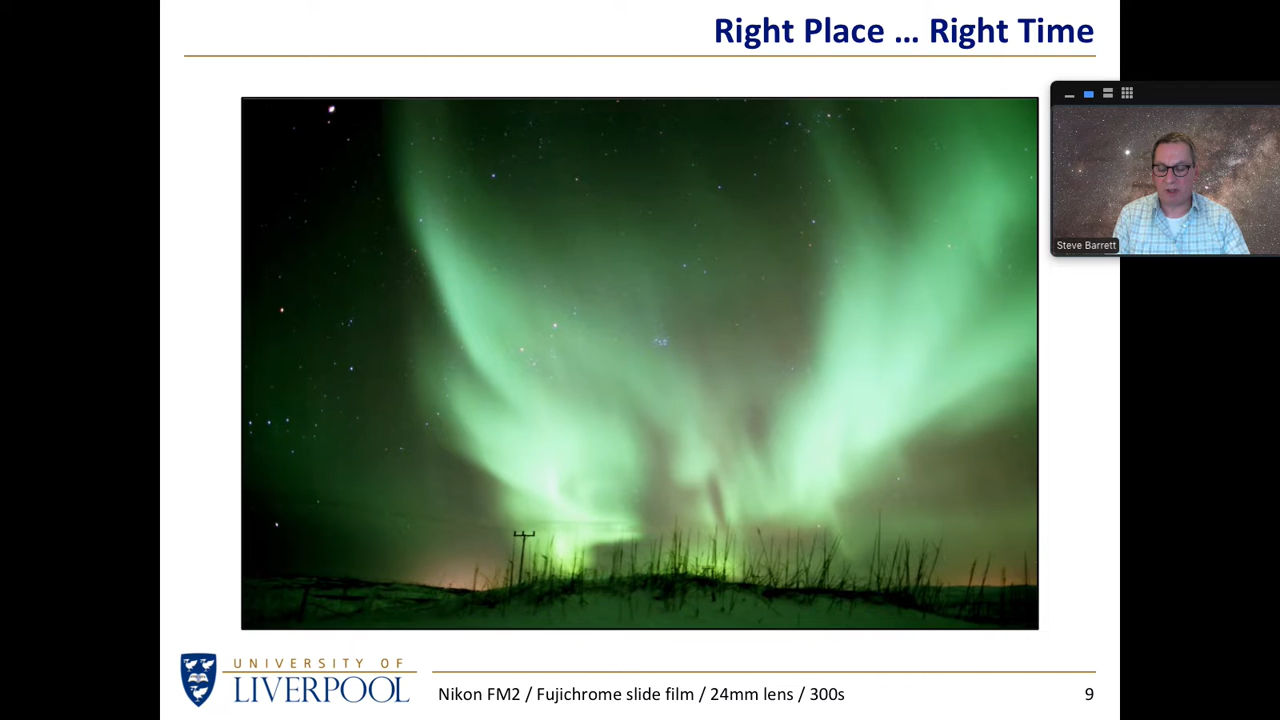 Right Place … Right Time
Steve Barrett
UNIVERSITY OF
LIVERPOOL
Nikon FM2 / Fujichrome slide film / 24mm lens / 300s
9